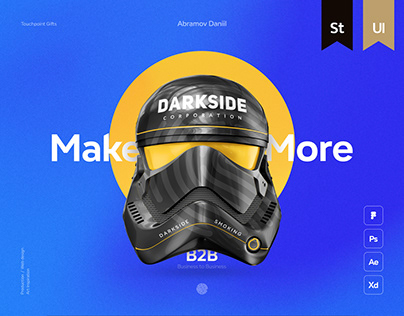 Touchpoint Gifts
Abramov Daniil
St
UI
DARKSIDE
CORPORATION
Make More
DARKSIDE
SMOKING
B2B
Business to Business
Ps
Ae
Xd